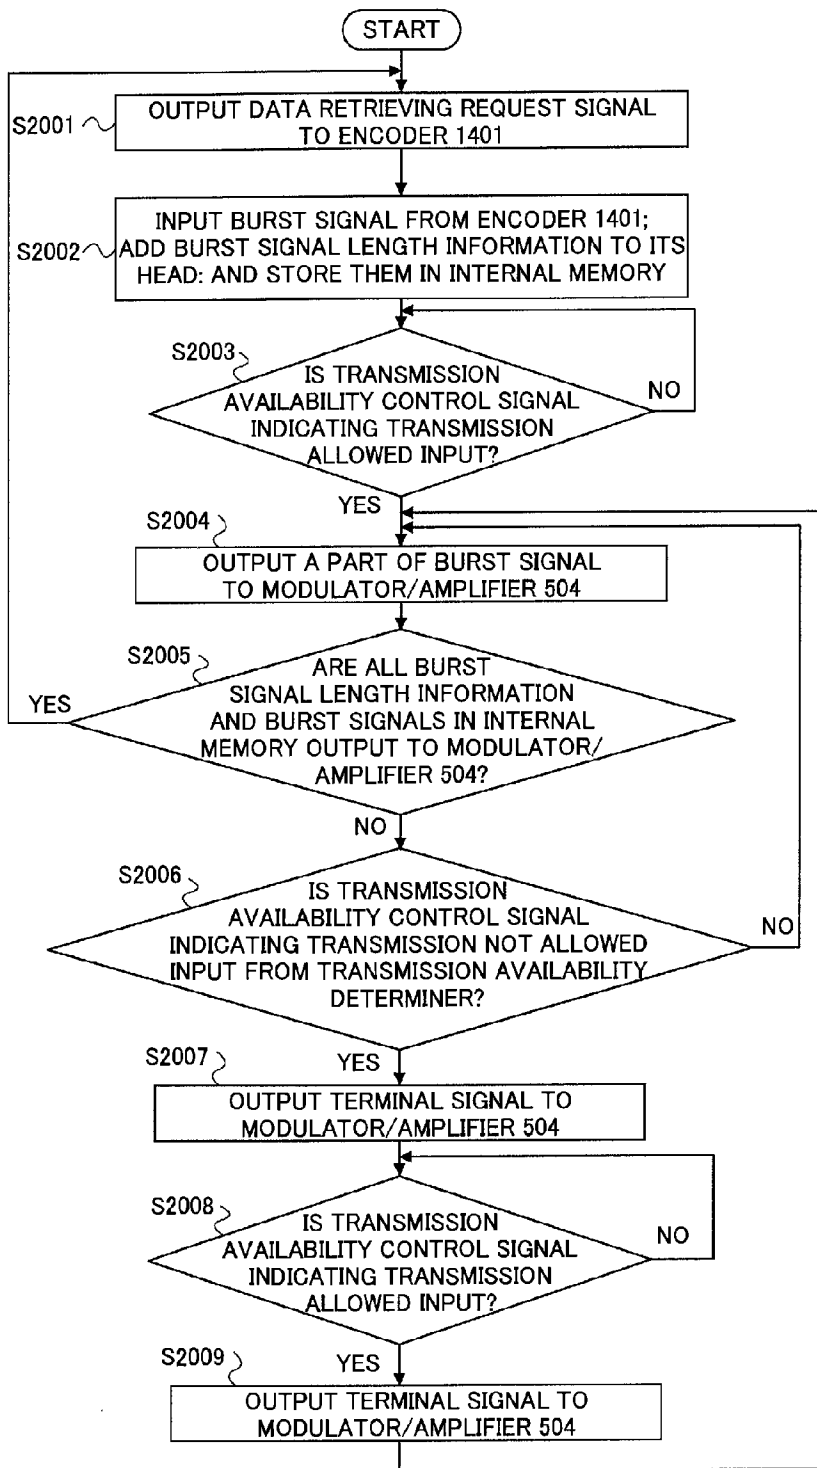 START
S2001
OUTPUT DATA RETRIEVING REQUEST SIGNAL
TO ENCODER 1401
S2002
INPUT BURST SIGNAL FROM ENCODER 1401;
ADD BURST SIGNAL LENGTH INFORMATION TO ITS
HEAD: AND STORE THEM IN INTERNAL MEMORY
S2003
IS TRANSMISSION
AVAILABILITY CONTROL SIGNAL
INDICATING TRANSMISSION
ALLOWED INPUT?
NO
YES
S2004
OUTPUT A PART OF BURST SIGNAL
TO MODULATOR/AMPLIFIER 504
S2005
ARE ALL BURST
SIGNAL LENGTH INFORMATION
AND BURST SIGNALS IN INTERNAL
MEMORY OUTPUT TO MODULATOR/
AMPLIFIER 504?
YES
NO
S2006
IS TRANSMISSION
AVAILABILITY CONTROL SIGNAL
INDICATING TRANSMISSION NOT ALLOWED
INPUT FROM TRANSMISSION AVAILABILITY
DETERMINER?
NO
YES
S2007
OUTPUT TERMINAL SIGNAL TO
MODULATOR/AMPLIFIER 504
S2008
IS TRANSMISSION
AVAILABILITY CONTROL SIGNAL
INDICATING TRANSMISSION
ALLOWED INPUT?
NO
YES
S2009
OUTPUT TERMINAL SIGNAL TO
MODULATOR/AMPLIFIER 504